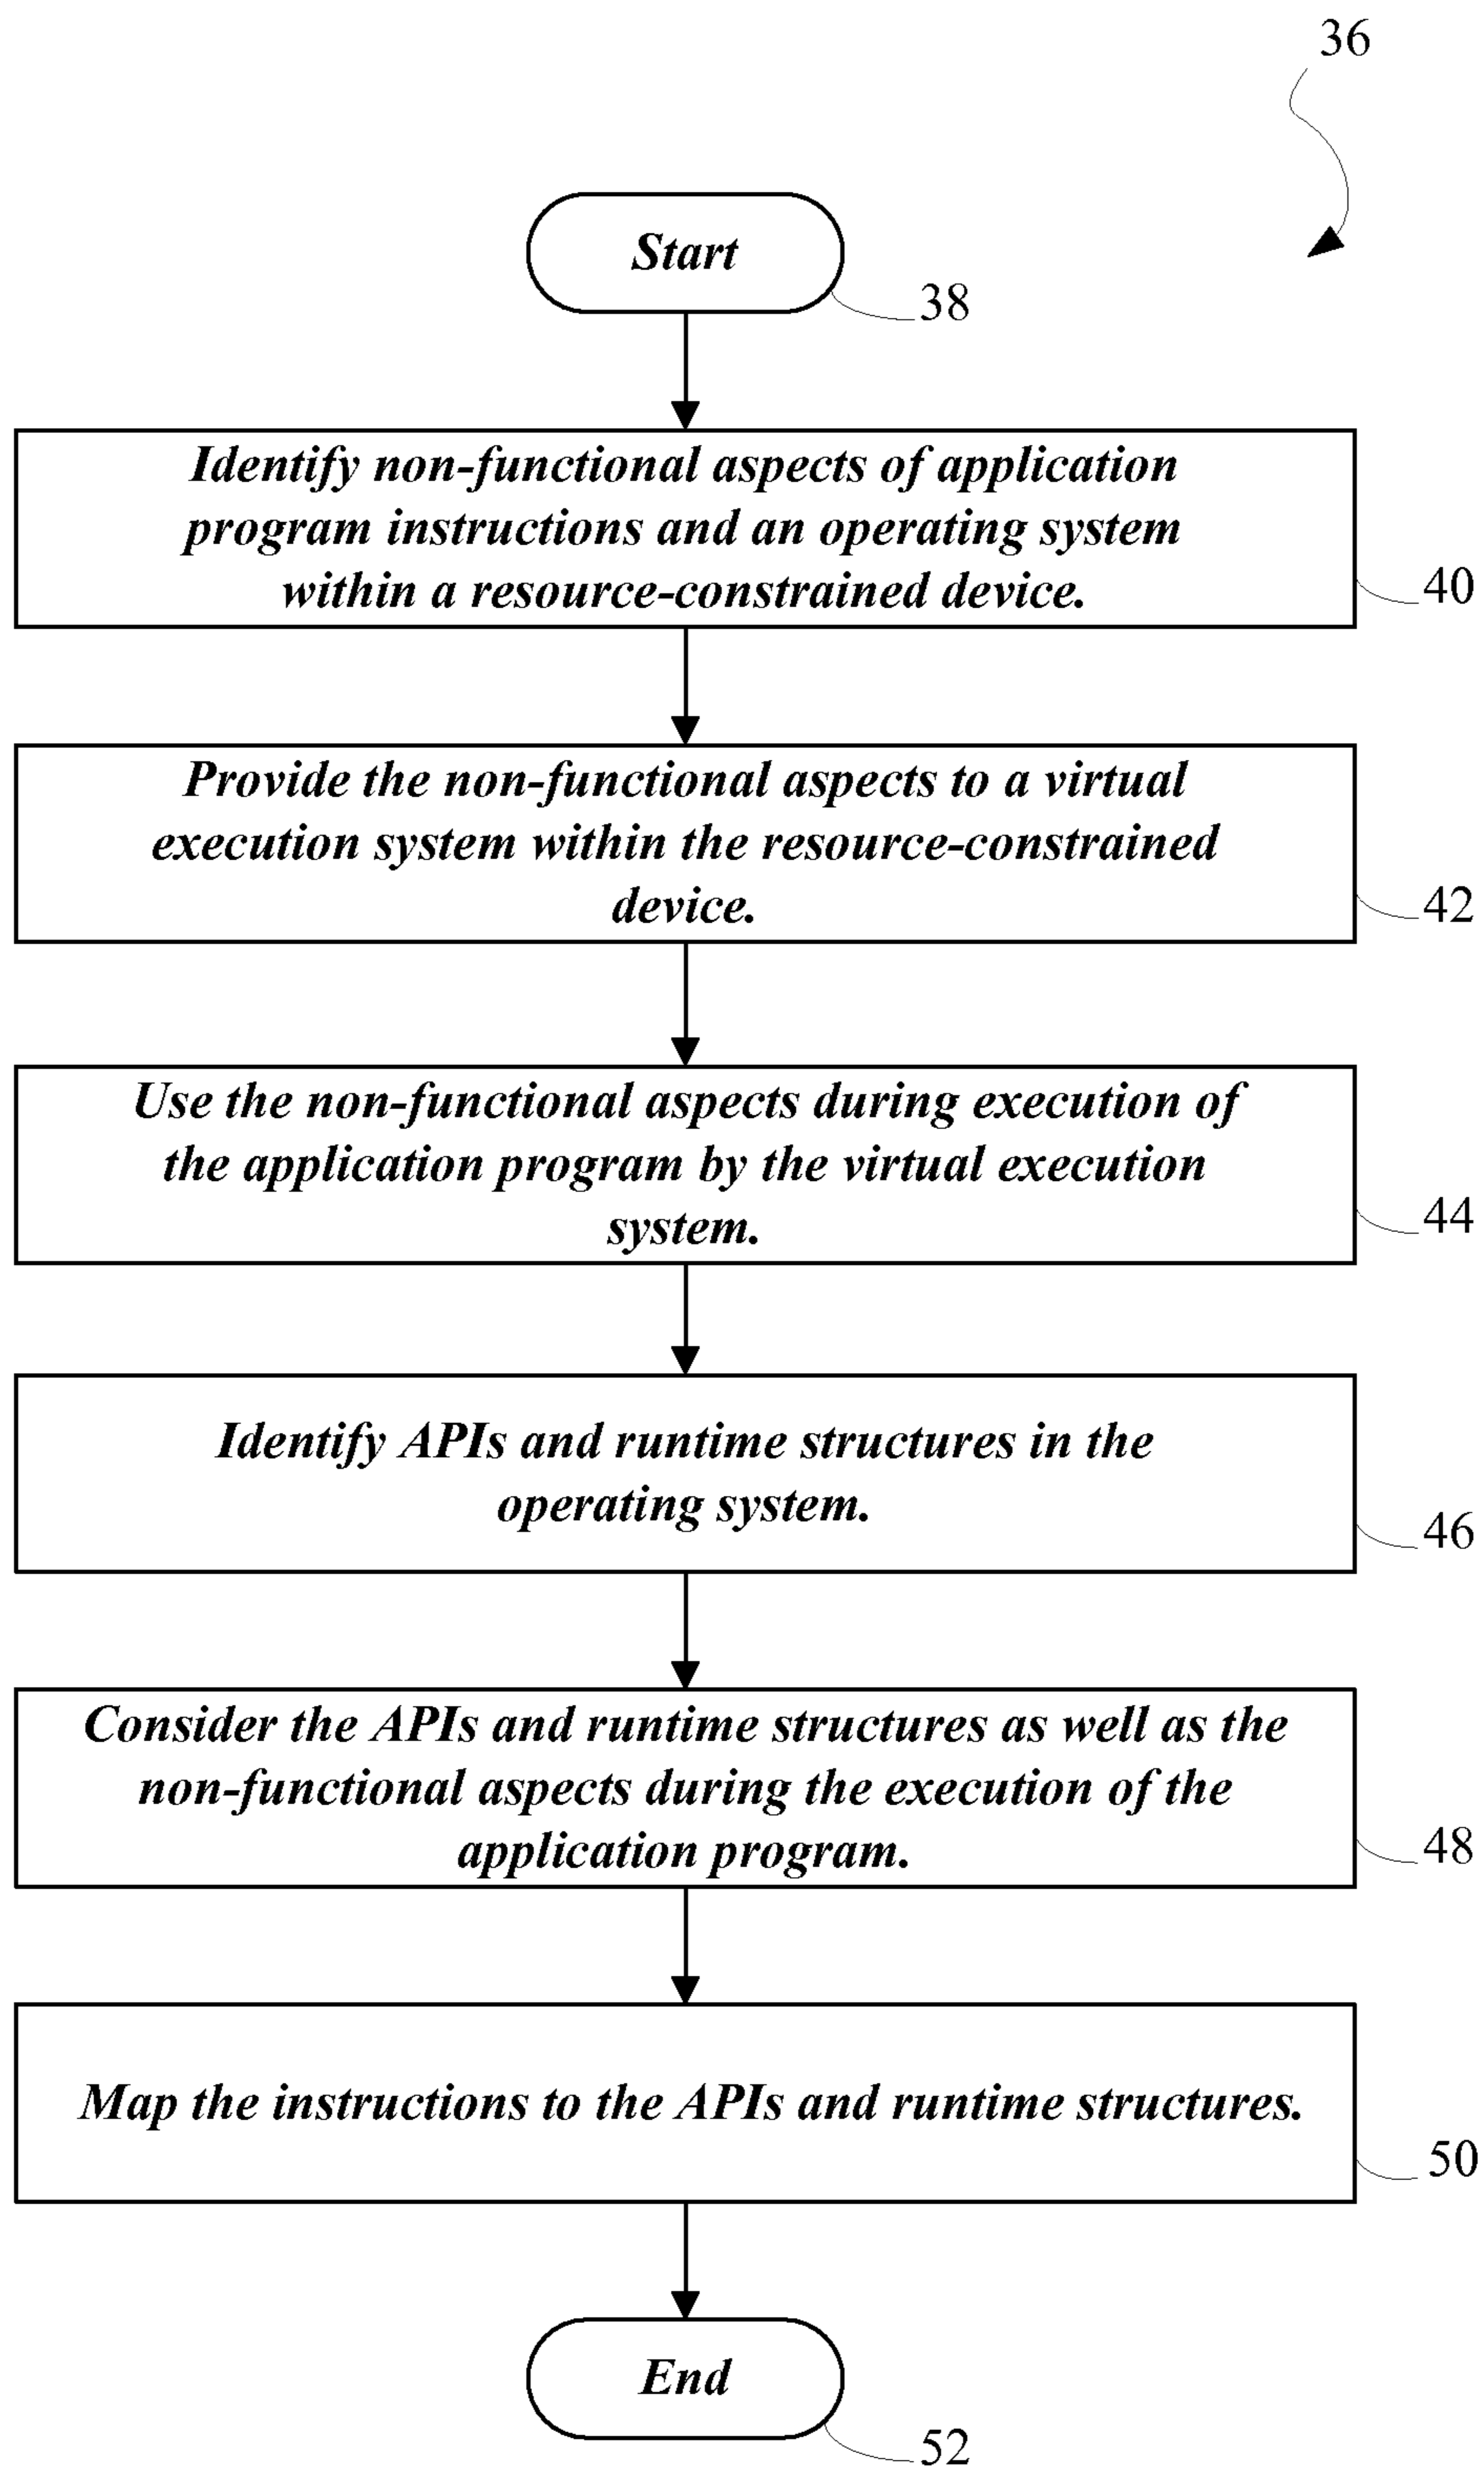 36
Start
38
Identify non-functional aspects of application
program instructions and an operating system
within a resource-constrained device.
40
Provide the non-functional aspects to a virtual
execution system within the resource-constrained
device.
42
Use the non-functional aspects during execution of
the application program by the virtual execution
system.
44
Identify APIs and runtime structures in the
operating system.
46
Consider the APIs and runtime structures as well as the
non-functional aspects during the execution of the
application program.
48
Map the instructions to the APIs and runtime structures.
50
End
52